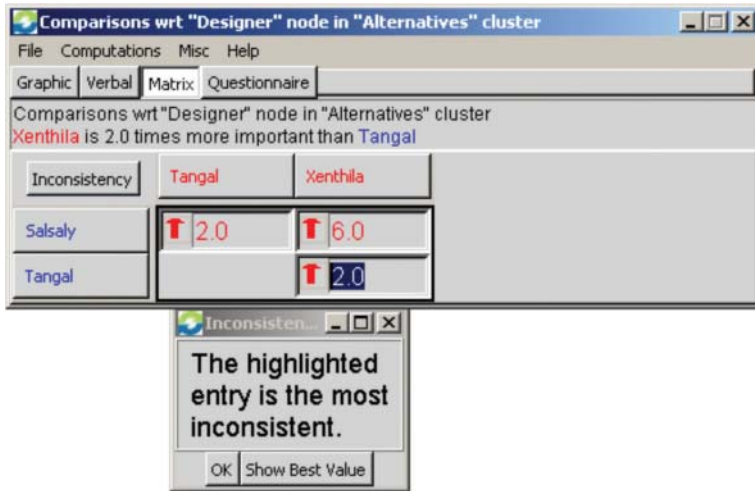 Comparisons wrt "Designer" node in "Alternatives" cluster
File Computations Misc Help
Graphic Verbal Matrix Questionnaire
Comparisons wrt "Designer" node in "Alternatives" cluster
Xenthila is 2.0 times more important than Tangal
Inconsistency Tangal Xenthila
Salsaly 2.0 6.0
Tangal 2.0
Inconsisten...
The highlighted
entry is the most
inconsistent.
OK Show Best Value